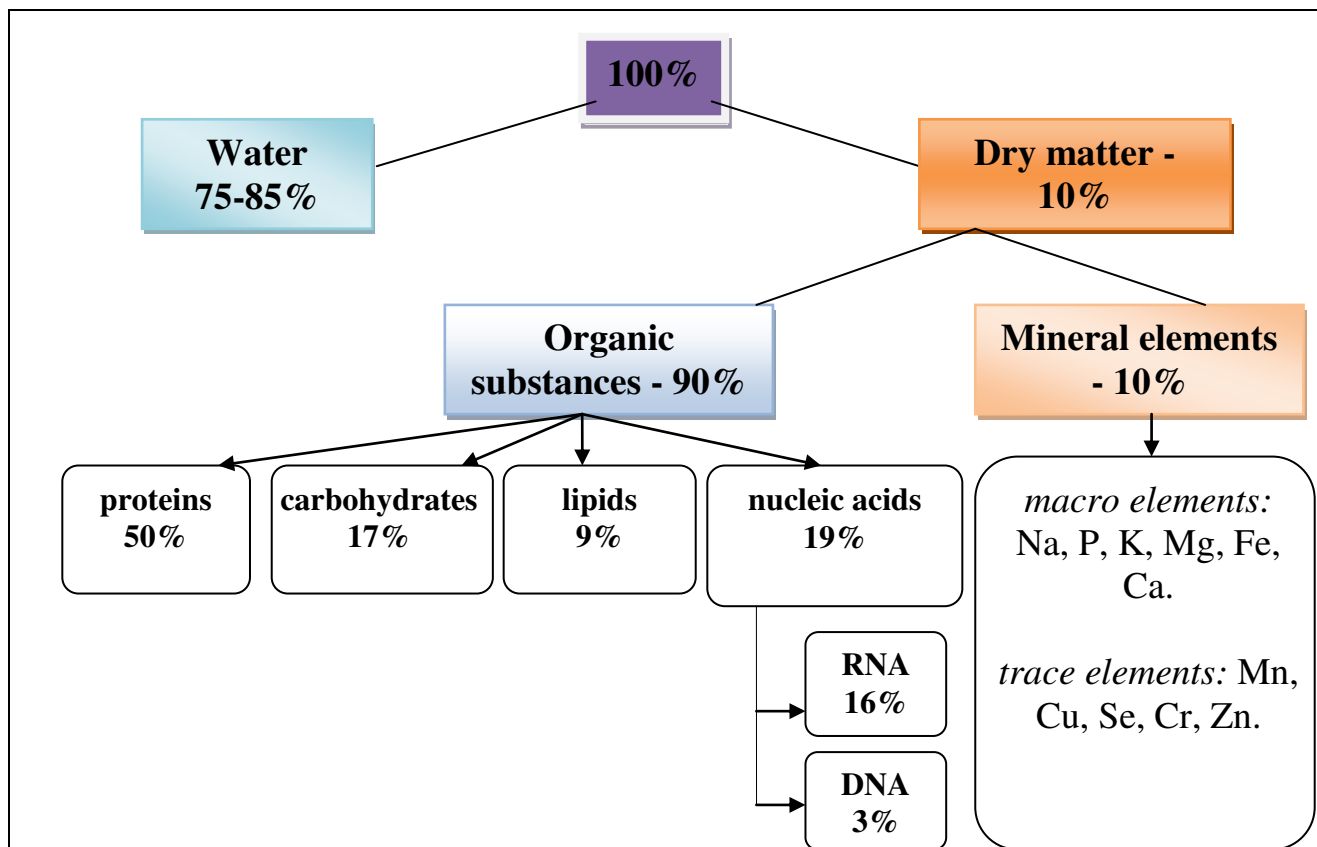 100%
Water
75-85%
Dry matter -
10%
Organic
substances - 90%
Mineral elements
- 10%
proteins
50%
carbohydrates
17%
lipids
9%
nucleic acids
19%
macro elements:
Na, P, K, Mg, Fe,
Ca.
trace elements: Mn,
Cu, Se, Cr, Zn.
RNA
16%
DNA
3%